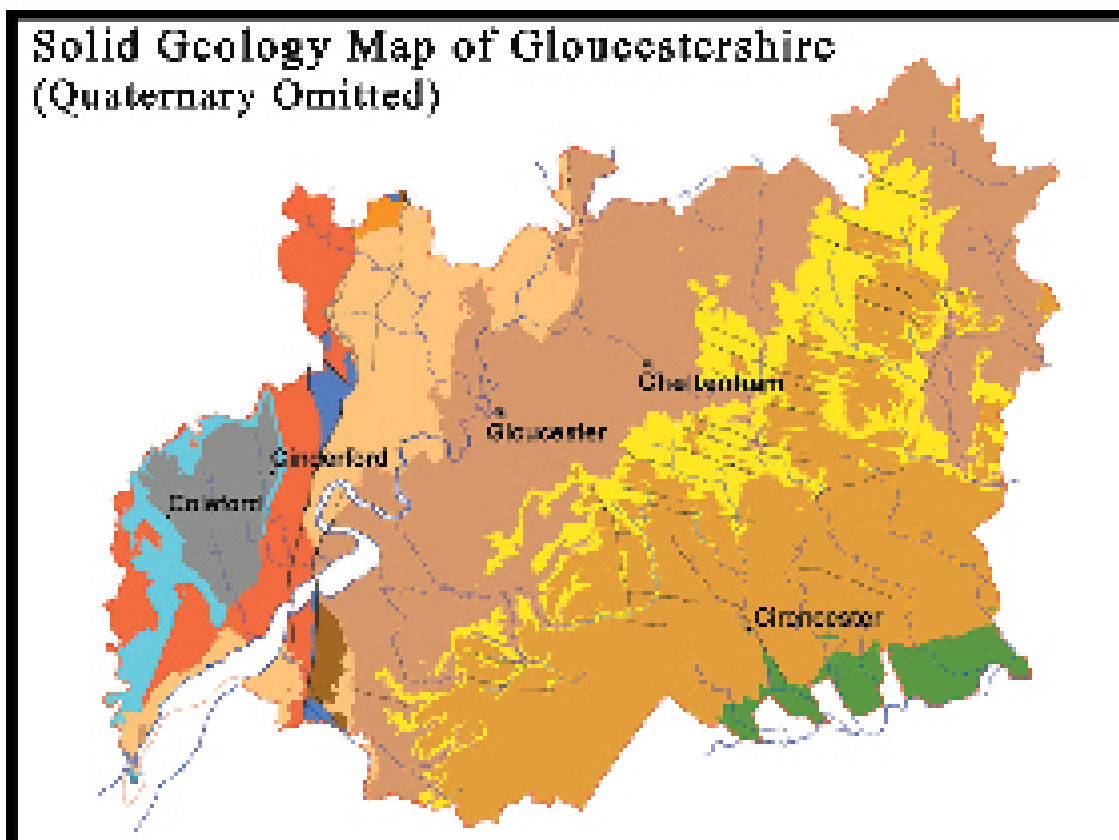 Solid Geology Map of Gloucestershire
(Quaternary Omitted)
Cheltenham
Gloucester
Cinderford
Coleford
Cirencester